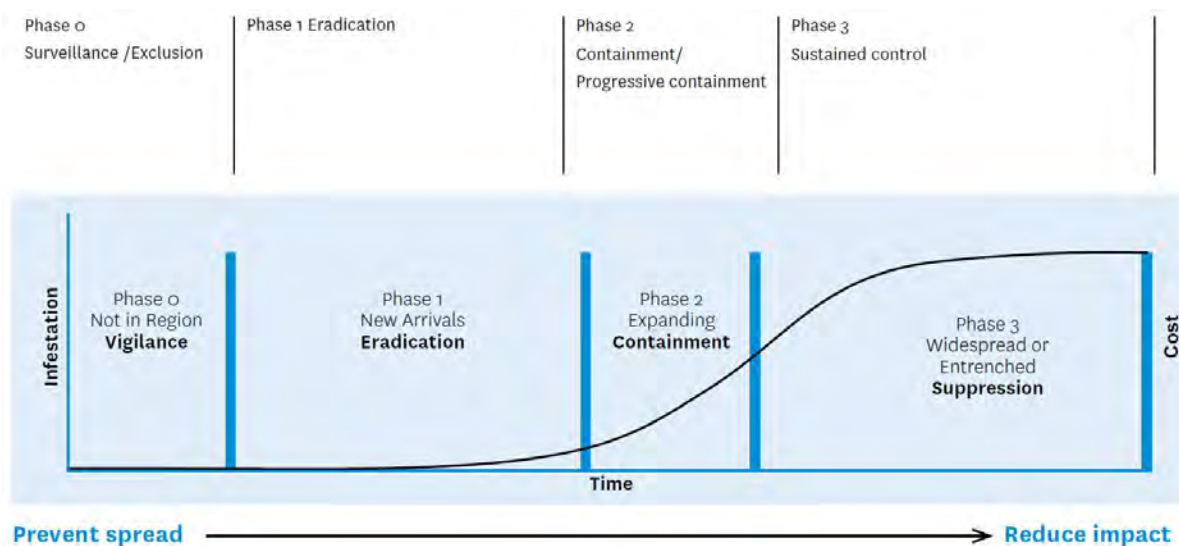 Phase 0
Surveillance /Exclusion
Phase 1 Eradication
Phase 2
Containment/
Progressive containment
Phase 3
Sustained control
Infestation
Phase 0
Not in Region
Vigilance
Phase 1
New Arrivals
Eradication
Phase 2
Expanding
Containment
Phase 3
Widespread or
Entrenched
Suppression
Cost
Time
Prevent spread
Reduce impact